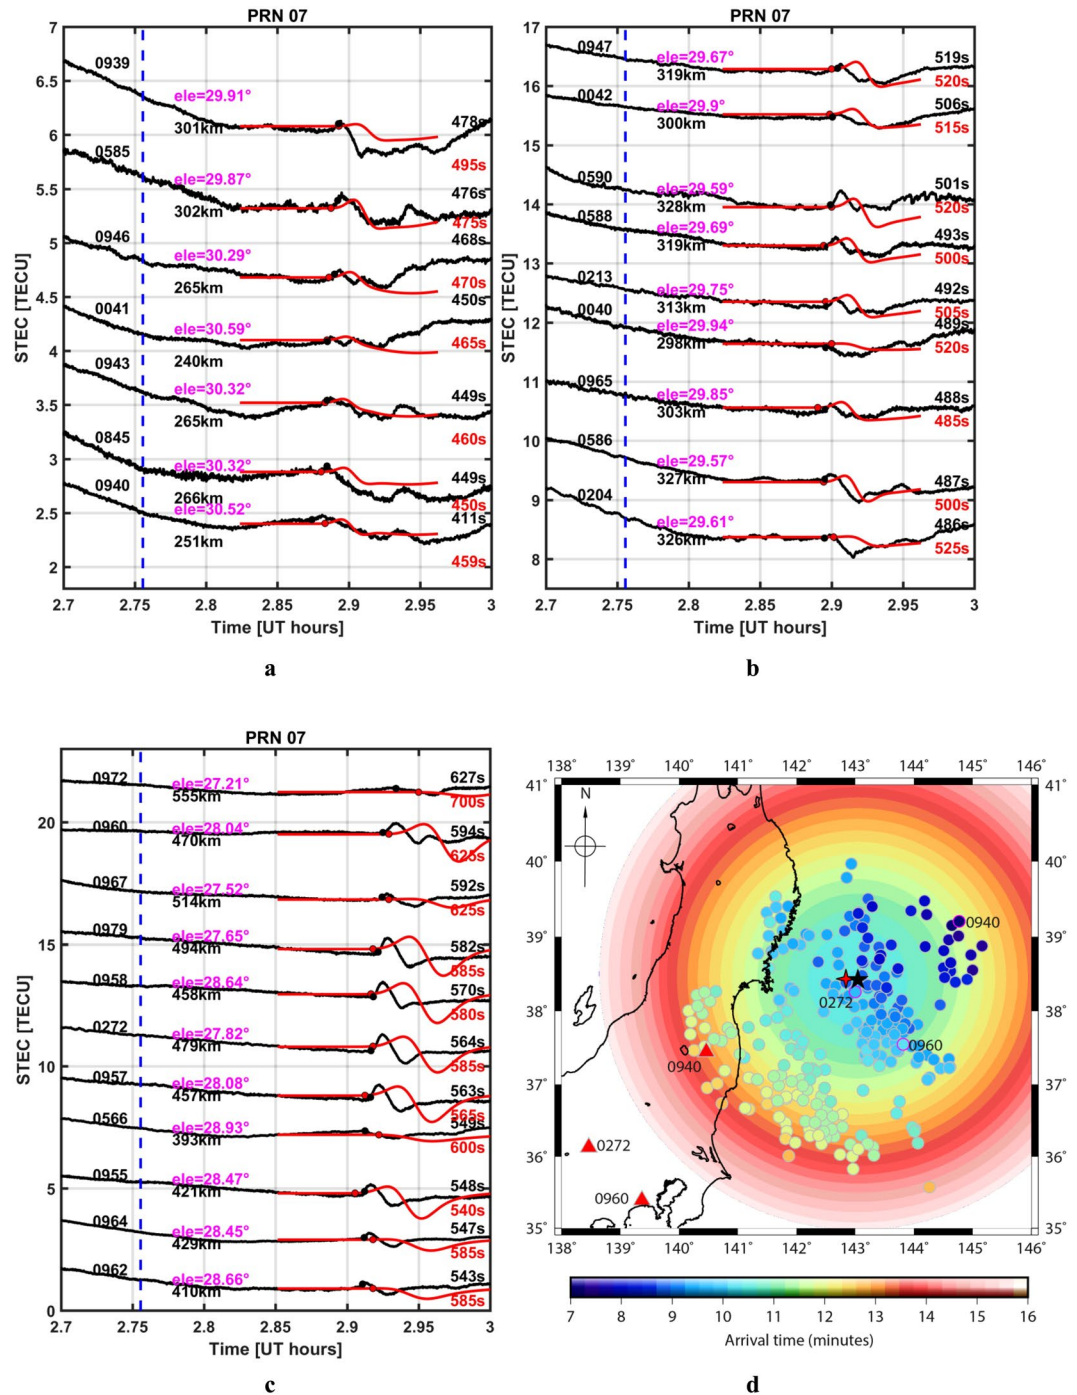 PRN 07
7
6.5
6
5.5
5
4.5
4
3.5
3
2.5
2
STEC [TECU]
0939
ele=29.91°
301km
478s
495s
0585
ele=29.87°
302km
476s
475s
0946
ele=30.29°
265km
468s
470s
0041
ele=30.59°
240km
450s
465s
0943
ele=30.32°
265km
449s
460s
0845
ele=30.32°
266km
449s
450s
0940
ele=30.52°
251km
411s
459s
2.7 2.75 2.8 2.85 2.9 2.95 3
Time [UT hours]
a
PRN 07
17
16
15
14
13
12
11
10
9
8
STEC [TECU]
0947
ele=29.67°
319km
519s
520s
0042
ele=29.9°
300km
506s
515s
0590
ele=29.59°
328km
501s
520s
0588
ele=29.69°
319km
493s
500s
0213
ele=29.75°
313km
492s
505s
0040
ele=29.94°
298km
489s
520s
0965
ele=29.85°
303km
488s
485s
0586
ele=29.57°
327km
487s
500s
0204
ele=29.61°
326km
486s
525s
2.7 2.75 2.8 2.85 2.9 2.95 3
Time [UT hours]
b
PRN 07
20
15
10
5
0
STEC [TECU]
0972
ele=27.21°
555km
627s
700s
0960
ele=28.04°
470km
594s
625s
0967
ele=27.52°
514km
592s
625s
0979
ele=27.65°
494km
582s
585s
0958
ele=28.64°
458km
570s
580s
0272
ele=27.82°
479km
564s
585s
0957
ele=28.08°
457km
563s
565s
0566
ele=28.93°
393km
549s
600s
0955
ele=28.47°
421km
548s
540s
0964
ele=28.45°
429km
547s
585s
0962
ele=28.66°
410km
543s
585s
2.7 2.75 2.8 2.85 2.9 2.95 3
Time [UT hours]
c
138° 139° 140° 141° 142° 143° 144° 145° 146°
41° 41°
N
40° 40°
0940
39° 39°
0272
38° 38°
0960
0940
37° 37°
0272
36° 36°
0960
35° 35°
138° 139° 140° 141° 142° 143° 144° 145° 146°
7 8 9 10 11 12 13 14 15 16
Arrival time (minutes)
d